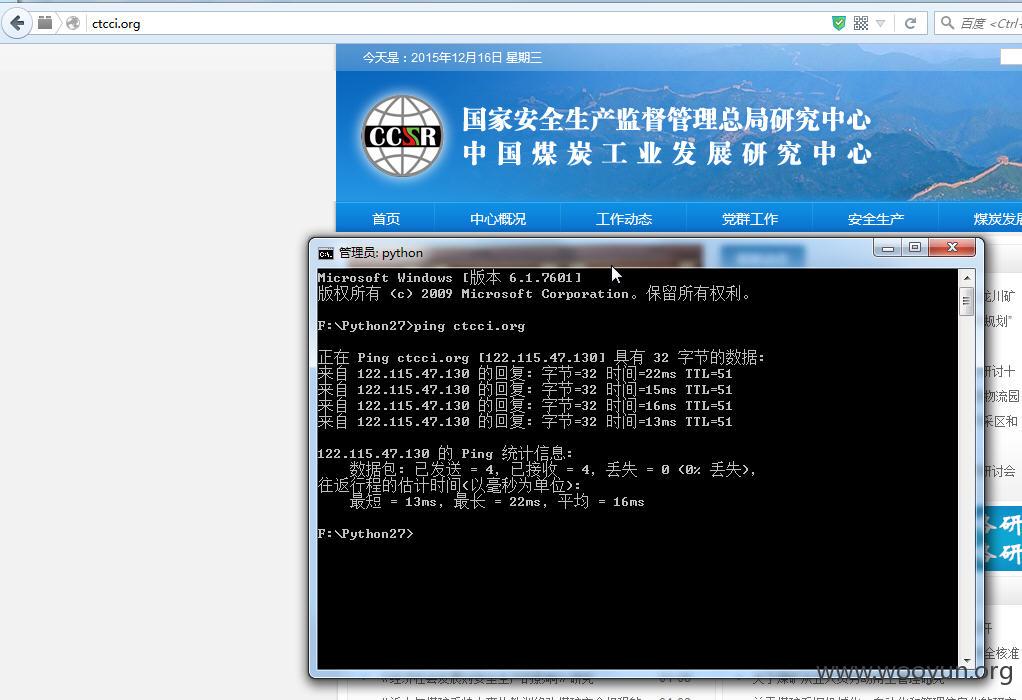 ctcci.org
百度 <Ctrl+
今天是：2015年12月16日 星期三
CCSR
国家安全生产监督管理总局研究中心
中国煤炭工业发展研究中心
首页 中心概况 工作动态 党群工作 安全生产 煤炭发展
管理员: python
Microsoft Windows [版本 6.1.7601]
版权所有 (c) 2009 Microsoft Corporation。保留所有权利。
F:\Python27>ping ctcci.org
正在 Ping ctcci.org [122.115.47.130] 具有 32 字节的数据:
来自 122.115.47.130 的回复: 字节=32 时间=22ms TTL=51
来自 122.115.47.130 的回复: 字节=32 时间=15ms TTL=51
来自 122.115.47.130 的回复: 字节=32 时间=16ms TTL=51
来自 122.115.47.130 的回复: 字节=32 时间=13ms TTL=51
122.115.47.130 的 Ping 统计信息:
数据包: 已发送 = 4，已接收 = 4，丢失 = 0 (0% 丢失)，
往返行程的估计时间(以毫秒为单位):
最短 = 13ms，最长 = 22ms，平均 = 16ms
F:\Python27>
龙川矿
规划"
研讨十
物流园
采区和
研讨会
务研
务研
开
全核准
www.wooyun.org